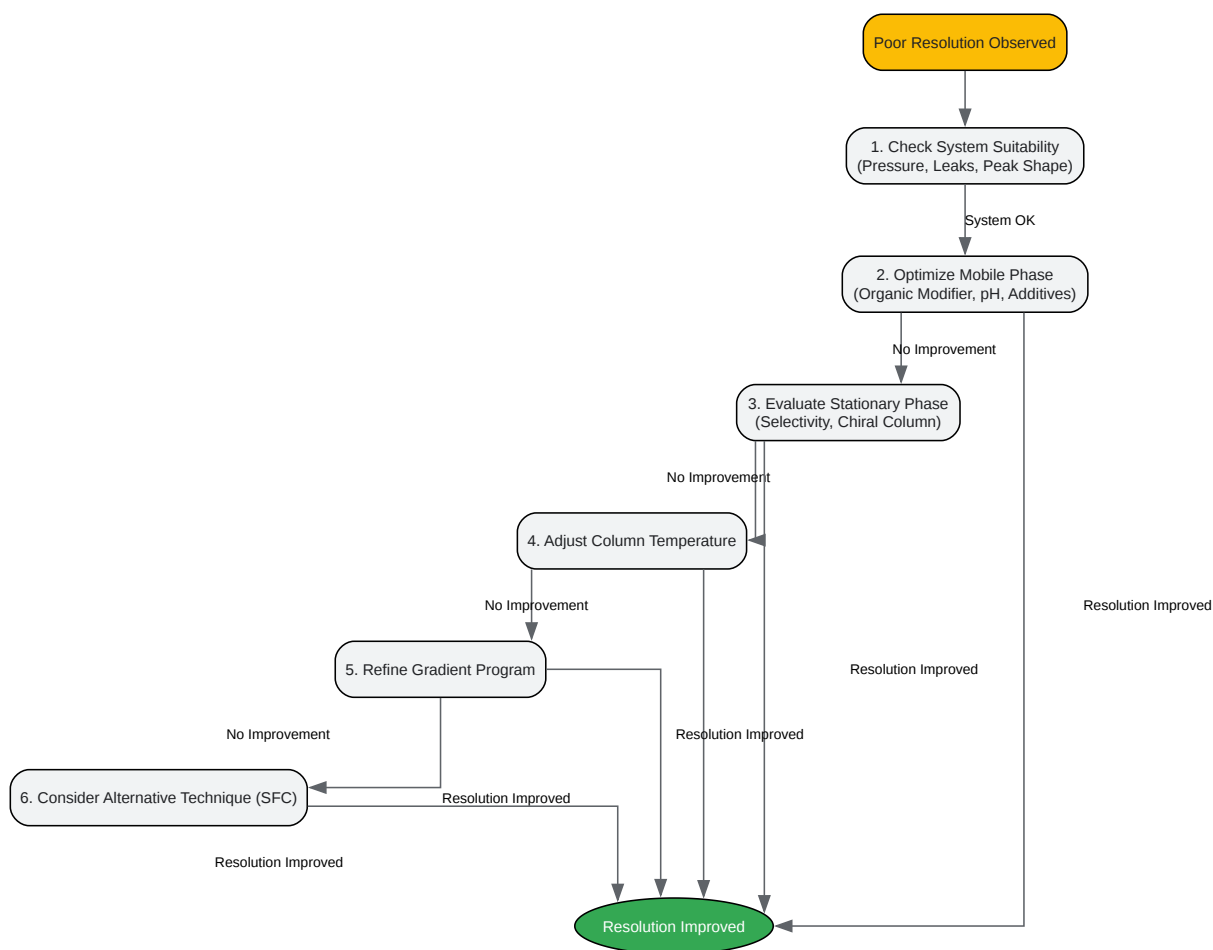 Poor Resolution Observed
1. Check System Suitability
(Pressure, Leaks, Peak Shape)
System OK
2. Optimize Mobile Phase
(Organic Modifier, pH, Additives)
No Improvement
3. Evaluate Stationary Phase
(Selectivity, Chiral Column)
No Improvement
4. Adjust Column Temperature
No Improvement
Resolution Improved
5. Refine Gradient Program
Resolution Improved
No Improvement
Resolution Improved
6. Consider Alternative Technique (SFC)
Resolution Improved
Resolution Improved
Resolution Improved